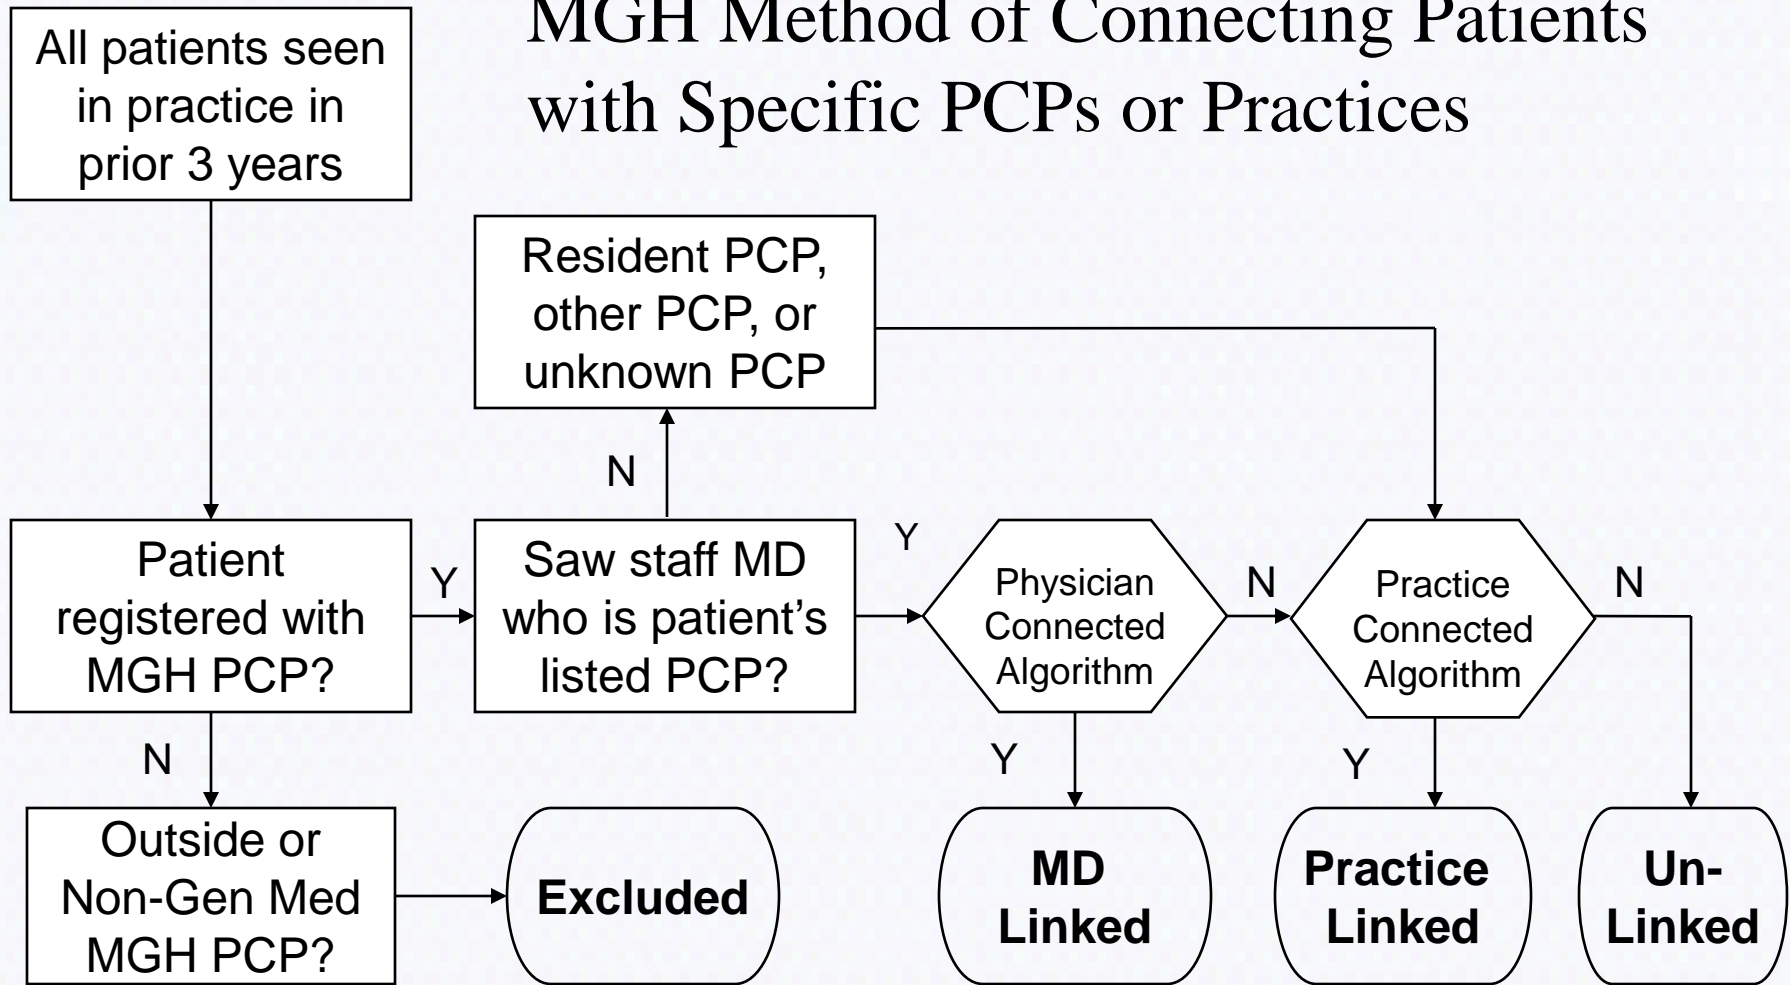 MGH Method of Connecting Patients
with Specific PCPs or Practices
All patients seen
in practice in
prior 3 years
Resident PCP,
other PCP, or
unknown PCP
N
Patient
registered with
MGH PCP?
Y
Saw staff MD
who is patient’s
listed PCP?
Y
Physician
Connected
Algorithm
N
Practice
Connected
Algorithm
N
N
Y
Y
Outside or
Non-Gen Med
MGH PCP?
Excluded
MD
Linked
Practice
Linked
Un-
Linked